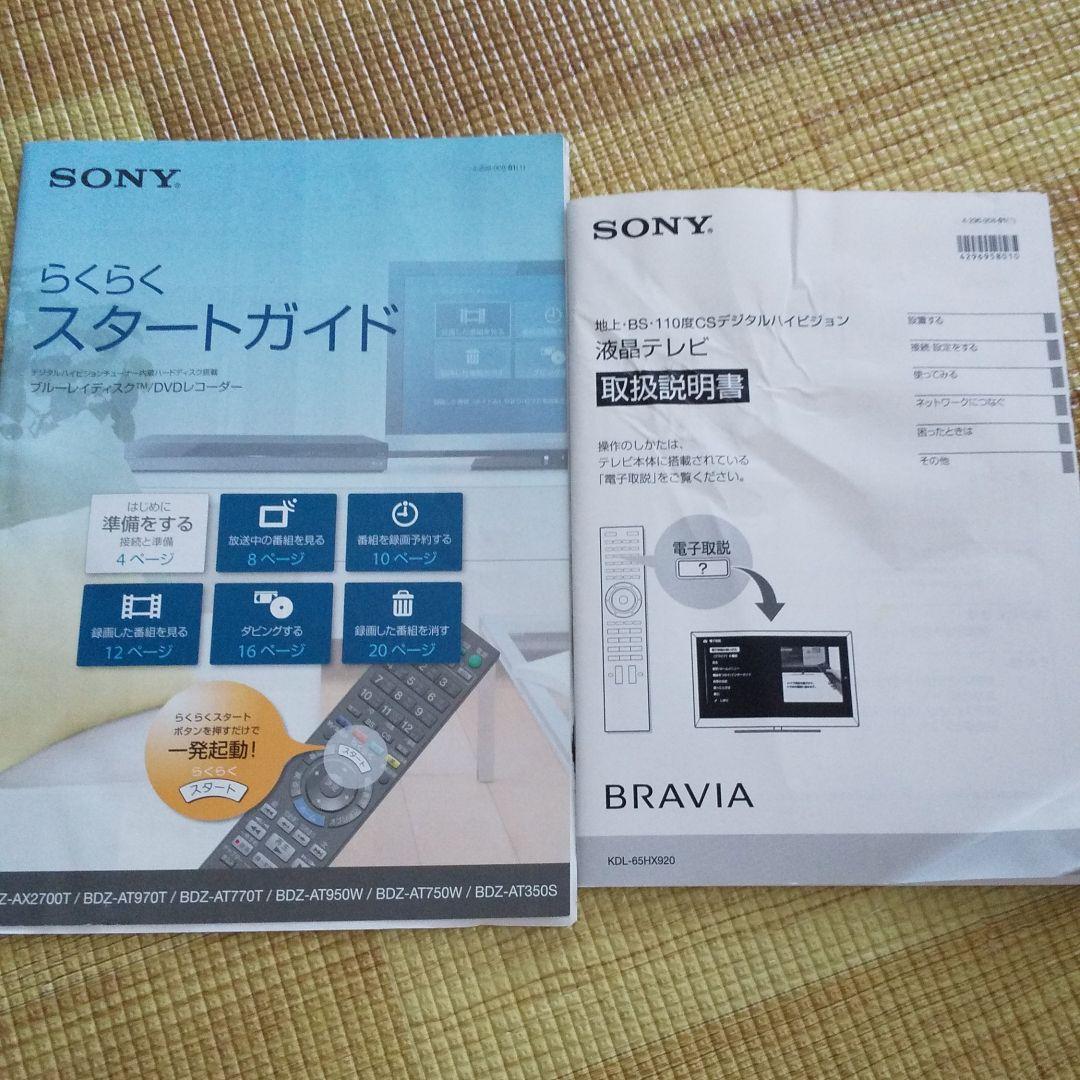 SONY
らくらく
スタートガイド
デジタルハイビジョンチューナー内蔵ハードディスク搭載
ブルーレイディスク™/DVDレコーダー
はじめに
準備をする
接続と準備
4 ページ
放送中の番組を見る
8 ページ
番組を録画予約する
10 ページ
録画した番組を見る
12 ページ
ダビングする
16 ページ
録画した番組を消す
20 ページ
らくらくスタート
ボタンを押すだけで
一発起動!
らくらく
スタート
スタート
Z-AX2700T / BDZ-AT970T / BDZ-AT770T / BDZ-AT950W / BDZ-AT750W / BDZ-AT350S
SONY
4296958010
地上・BS・110度CSデジタルハイビジョン
液晶テレビ
取扱説明書
操作のしかたは、
テレビ本体に搭載されている
「電子取説」をご覧ください。
設置する
接続・設定をする
使ってみる
ネットワークにつなぐ
困ったときは
その他
電子取説
?
BRAVIA
KDL-65HX920